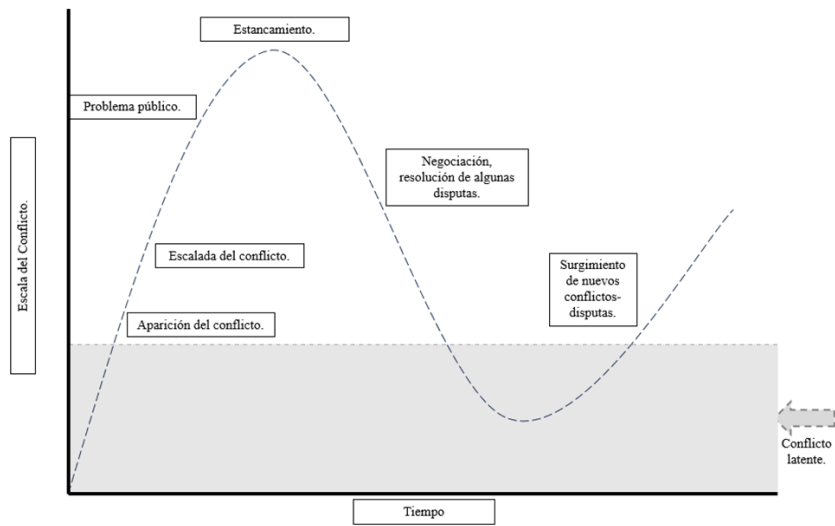 Estancamiento.
Problema público.
Negociación,
resolución de algunas
disputas.
Escala del Conflicto.
Escalada del conflicto.
Surgimiento
de nuevos
conflictos-
disputas.
Aparición del conflicto.
Conflicto
latente.
Tiempo